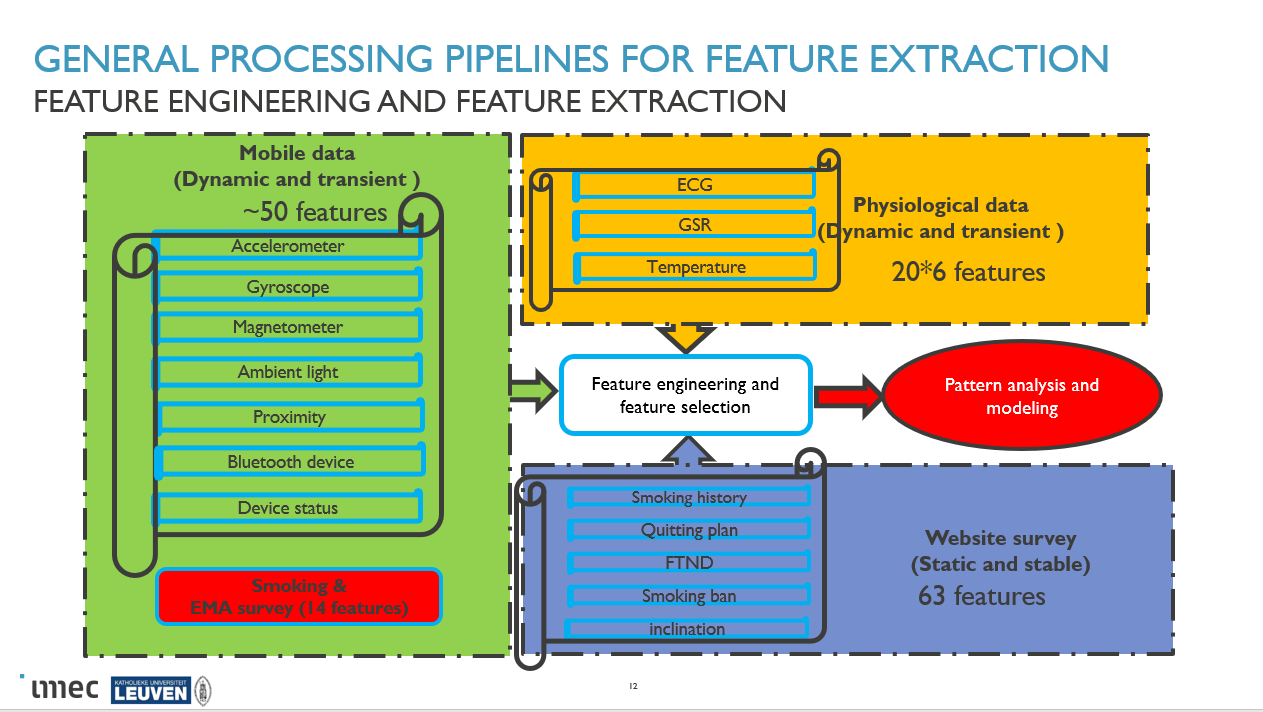 GENERAL PROCESSING PIPELINES FOR FEATURE EXTRACTION
FEATURE ENGINEERING AND FEATURE EXTRACTION
Mobile data
(Dynamic and transient )
~50 features
Accelerometer
Gyroscope
Magnetometer
Ambient light
Proximity
Bluetooth device
Device status
Smoking &
EMA survey (14 features)
ECG
GSR
Temperature
Physiological data
(Dynamic and transient )
20*6 features
Feature engineering and
feature selection
Pattern analysis and
modeling
Smoking history
Quitting plan
FTND
Smoking ban
inclination
Website survey
(Static and stable)
63 features
imec
KATHOLIEKE UNIVERSITEIT
LEUVEN
12